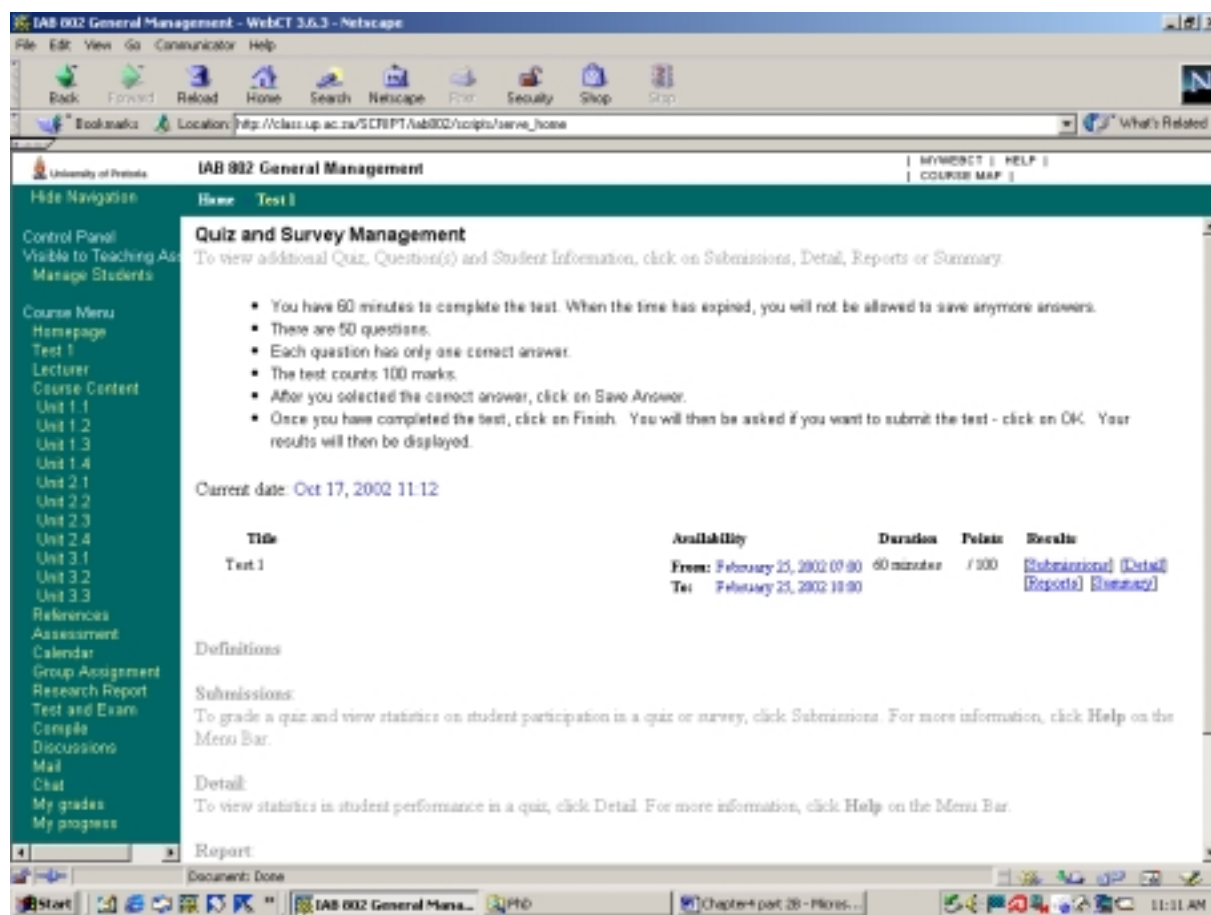 IAB 802 General Management - WebCT 3.6.3 - Netscape
File Edit View Go Communicator Help
Back Forward Reload Home Search Netscape Print Security Shop Stop
Bookmarks Location: http://class.up.ac.za/SCRIPT/iab802/scripts/serve_home What's Related
University of Pretoria IAB 802 General Management | MYWEBCT | HELP |
| COURSE MAP |
Hide Navigation
Home Test 1
Control Panel
Visible to Teaching Ass
Manage Students
Course Menu
Homepage
Test 1
Lecturer
Course Content
Unit 1.1
Unit 1.2
Unit 1.3
Unit 1.4
Unit 2.1
Unit 2.2
Unit 2.3
Unit 2.4
Unit 3.1
Unit 3.2
Unit 3.3
References
Assessment
Calendar
Group Assignment
Research Report
Test and Exam
Compile
Discussions
Mail
Chat
My grades
My progress
Quiz and Survey Management
To view additional Quiz, Question(s) and Student Information, click on Submissions, Detail, Reports or Summary.
• You have 60 minutes to complete the test. When the time has expired, you will not be allowed to save anymore answers.
• There are 50 questions.
• Each question has only one correct answer.
• The test counts 100 marks.
• After you selected the correct answer, click on Save Answer.
• Once you have completed the test, click on Finish. You will then be asked if you want to submit the test - click on OK. Your
results will then be displayed.
Current date: Oct 17, 2002 11:12
Title Availability Duration Points Results
Test 1 From: February 25, 2002 07:00 60 minutes / 100 [Submissions] [Detail]
To: February 25, 2002 10:00 [Reports] [Summary]
Definitions
Submissions:
To grade a quiz and view statistics on student participation in a quiz or survey, click Submissions. For more information, click Help on the
Menu Bar.
Detail:
To view statistics in student performance in a quiz, click Detail. For more information, click Help on the Menu Bar.
Report:
Document: Done
Start IAB 802 General Mana... PhD Chapter4 part 2B - Micros... 11:11 AM